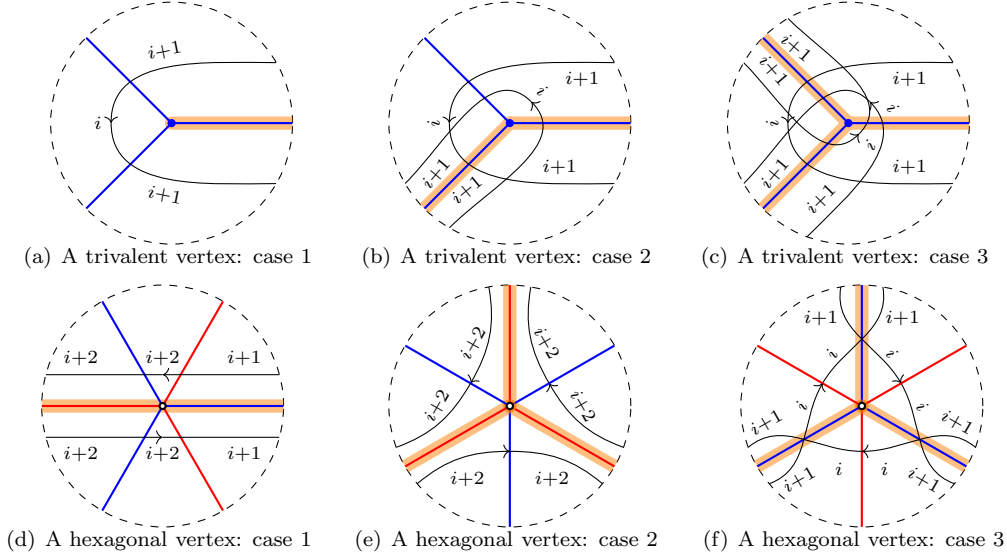 i+1
i
i+1
(a) A trivalent vertex: case 1
i+1
i
i
i+1
i+1
i+1
(b) A trivalent vertex: case 2
i+1
i+1
i+1
i
i
i
i+1
i+1
i+1
(c) A trivalent vertex: case 3
i+2 i+2 i+1
i+2 i+2 i+1
(d) A hexagonal vertex: case 1
i+2 i+2
i+2 i+2
i+2 i+2
(e) A hexagonal vertex: case 2
i+1 i+1
i i
i i
i+1 i+1
i+1 i i i+1
(f) A hexagonal vertex: case 3